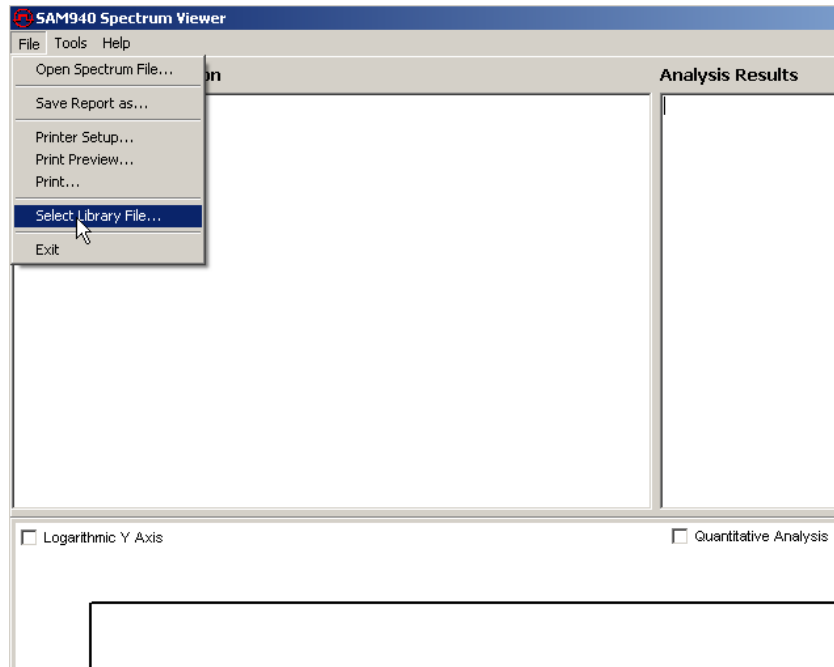 SAM940 Spectrum Viewer
File Tools Help
Open Spectrum File...
Save Report as...
Printer Setup...
Print Preview...
Print...
Select Library File...
Exit
Analysis Results
Logarithmic Y Axis
Quantitative Analysis